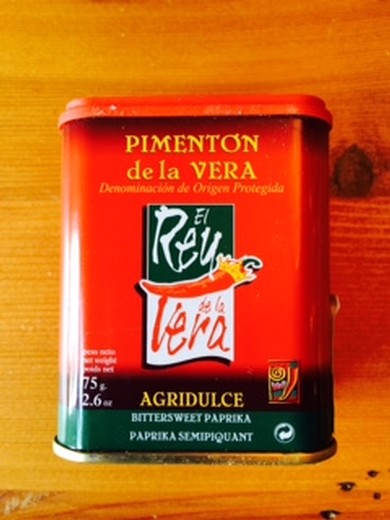 PIMENTÓN
de la VERA
Denominación de Origen Protegida
El
Rey
de la
Vera
peso neto
net weight
poids net
75 g.
2.6 oz
AGRIDULCE
BITTERSWEET PAPRIKA
PAPRIKA SEMIPIQUANT